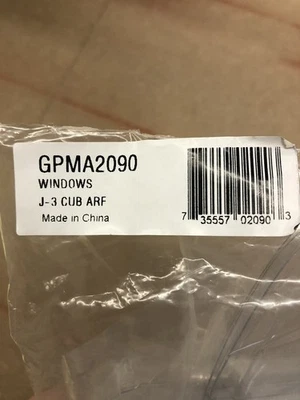 GPMA2090
WINDOWS
J-3 CUB ARF
Made in China
7 35557 02090 3